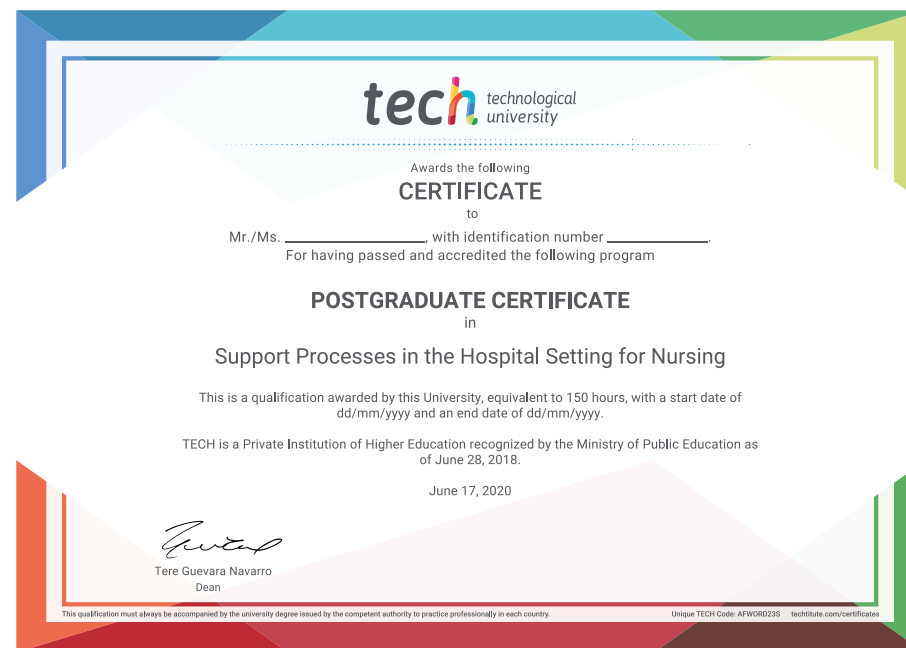 tech technological
university
Awards the following
CERTIFICATE
to
Mr./Ms. ____________________, with identification number ______________.
For having passed and accredited the following program
POSTGRADUATE CERTIFICATE
in
Support Processes in the Hospital Setting for Nursing
This is a qualification awarded by this University, equivalent to 150 hours, with a start date of
dd/mm/yyyy and an end date of dd/mm/yyyy.
TECH is a Private Institution of Higher Education recognized by the Ministry of Public Education as
of June 28, 2018.
June 17, 2020
Tere Guevara Navarro
Dean
This qualification must always be accompanied by the university degree issued by the competent authority to practice professionally in each country.
Unique TECH Code: AFWORD23S techtitute.com/certificates